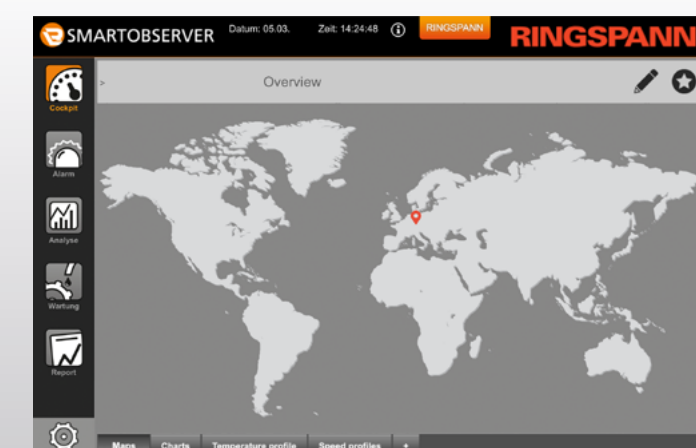 SMARTOBSERVER Datum: 05.03. Zeit: 14:24:48 RINGSPANN RINGSPANN
> Overview
Cockpit
Alarm
Analyse
Wartung
Report
Maps Charts Temperature profile Speed profiles +